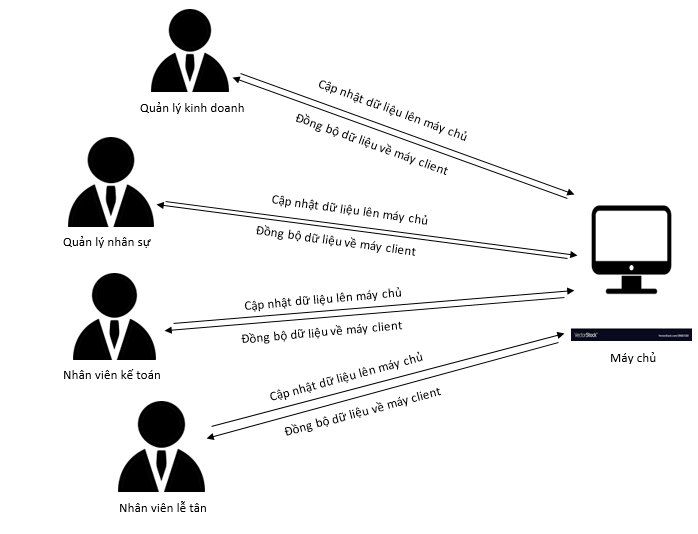 Cập nhật dữ liệu lên máy chủ
Đồng bộ dữ liệu về máy client
Quản lý kinh doanh
Cập nhật dữ liệu lên máy chủ
Đồng bộ dữ liệu về máy client
Quản lý nhân sự
Cập nhật dữ liệu lên máy chủ
Đồng bộ dữ liệu về máy client
VectorStock
Máy chủ
Nhân viên kế toán
Cập nhật dữ liệu lên máy chủ
Đồng bộ dữ liệu về máy client
Nhân viên lễ tân